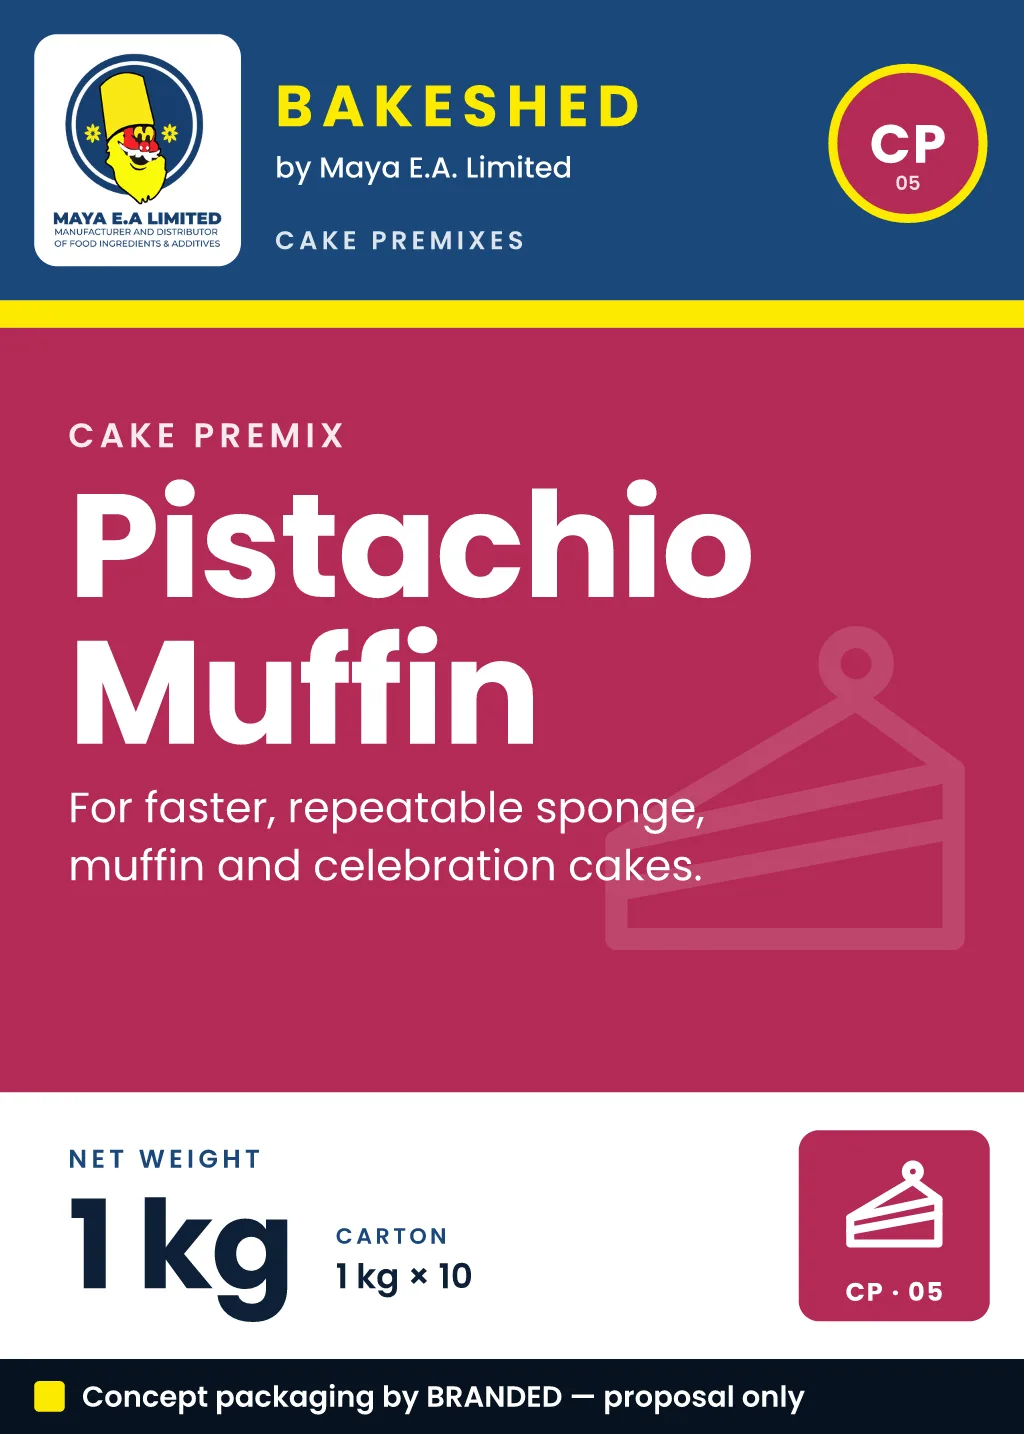 MAYA E.A LIMITED
MANUFACTURER AND DISTRIBUTOR
OF FOOD INGREDIENTS & ADDITIVES
BAKESHED
by Maya E.A. Limited
CAKE PREMIXES
CP
05
CAKE PREMIX
Pistachio
Muffin
For faster, repeatable sponge,
muffin and celebration cakes.
NET WEIGHT
1 kg
CARTON
1 kg × 10
CP · 05
Concept packaging by BRANDED — proposal only